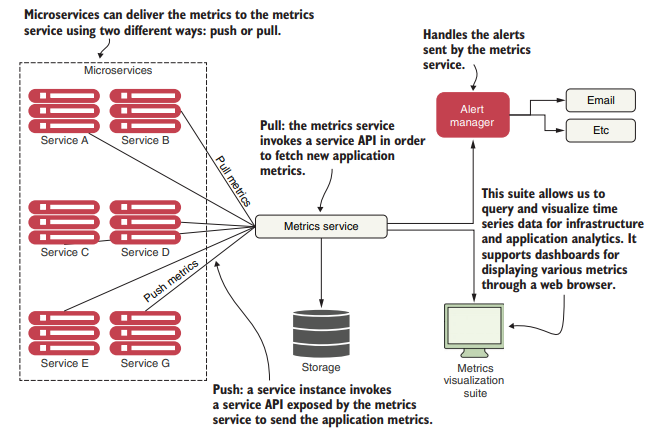 Microservices can deliver the metrics to the metrics
service using two different ways: push or pull.
Handles the alerts
sent by the metrics
service.
Microservices
Service A
Service B
Alert
manager
Email
Etc
Pull: the metrics service
invokes a service API in order
to fetch new application
metrics.
Pull metrics
This suite allows us to
query and visualize time
series data for infrastructure
and application analytics. It
supports dashboards for
displaying various metrics
through a web browser.
Metrics service
Service C
Service D
Push metrics
Service E
Service G
Storage
Metrics
visualization
suite
Push: a service instance invokes
a service API exposed by the metrics
service to send the application metrics.